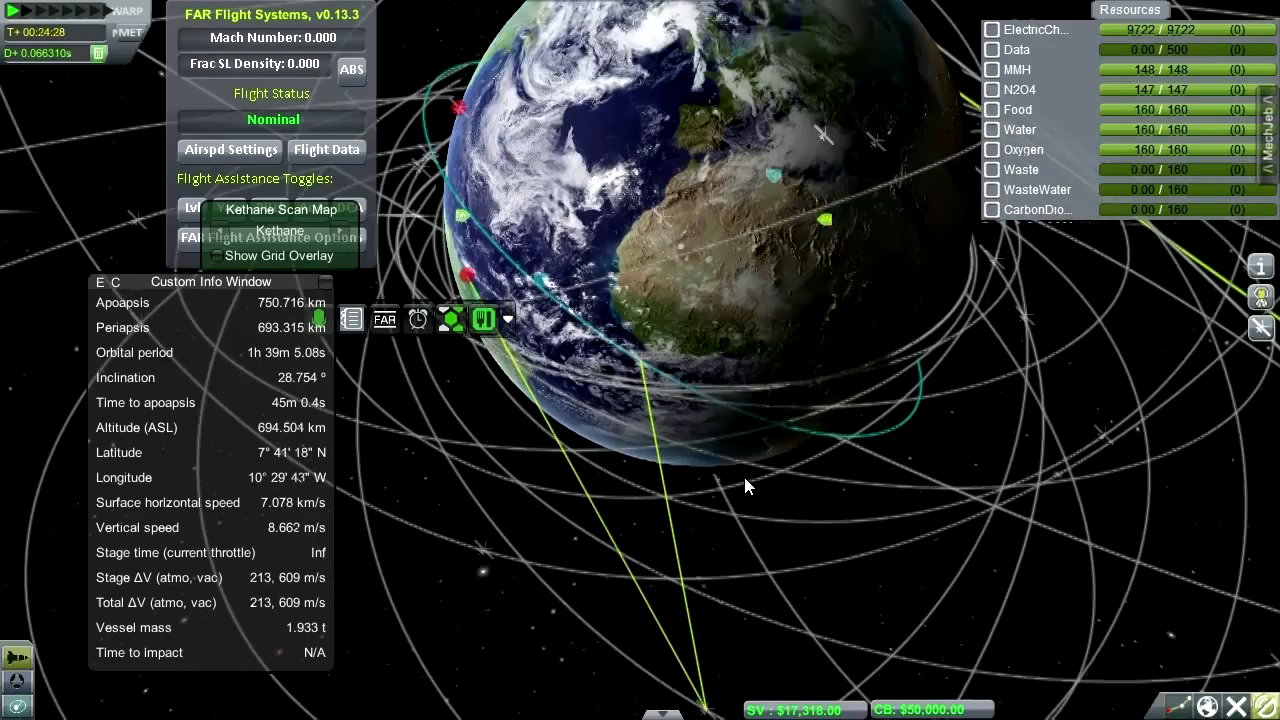 WARP
T+ 00:24:28
MET
D+ 0.066310s
FAR Flight Systems, v0.13.3
Mach Number: 0.000
Frac SL Density: 0.000
ABS
Flight Status
Nominal
Airspd Settings
Flight Data
Flight Assistance Toggles:
Kethane Scan Map
FAR Flight Assistance Options
Show Grid Overlay
E C Custom Info Window
Apoapsis 750.716 km
Periapsis 693.315 km
Orbital period 1h 39m 5.08s
Inclination 28.754 º
Time to apoapsis 45m 0.4s
Altitude (ASL) 694.504 km
Latitude 7° 41' 18" N
Longitude 10° 29' 43" W
Surface horizontal speed 7.078 km/s
Vertical speed 8.662 m/s
Stage time (current throttle) Inf
Stage ΔV (atmo, vac) 213, 609 m/s
Total ΔV (atmo, vac) 213, 609 m/s
Vessel mass 1.933 t
Time to impact N/A
FAR
Resources
ElectricCh... 9722 / 9722 (0)
Data 0.00 / 500 (0)
MMH 148 / 148 (0)
N2O4 147 / 147 (0)
Food 160 / 160 (0)
Water 160 / 160 (0)
Oxygen 160 / 160 (0)
Waste 0.00 / 160 (0)
WasteWater 0.00 / 160 (0)
CarbonDio... 0.00 / 160 (0)
MechJeb
SV : $17,318.00
CB: $50,000.00